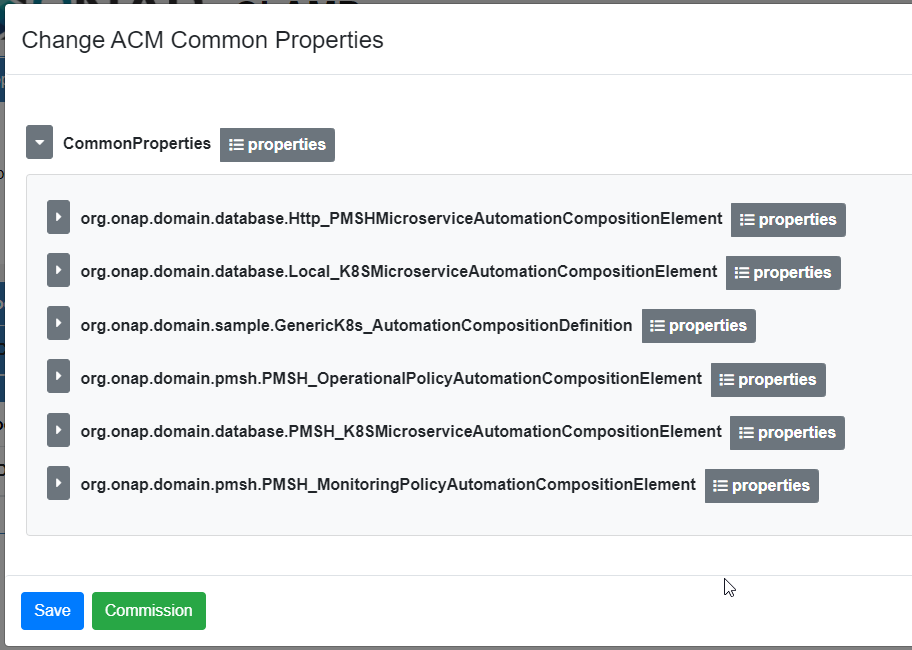 Change ACM Common Properties
CommonProperties properties
org.onap.domain.database.Http_PMSHMicroserviceAutomationCompositionElement properties
org.onap.domain.database.Local_K8SMicroserviceAutomationCompositionElement properties
org.onap.domain.sample.GenericK8s_AutomationCompositionDefinition properties
org.onap.domain.pmsh.PMSH_OperationalPolicyAutomationCompositionElement properties
org.onap.domain.database.PMSH_K8SMicroserviceAutomationCompositionElement properties
org.onap.domain.pmsh.PMSH_MonitoringPolicyAutomationCompositionElement properties
Save Commission